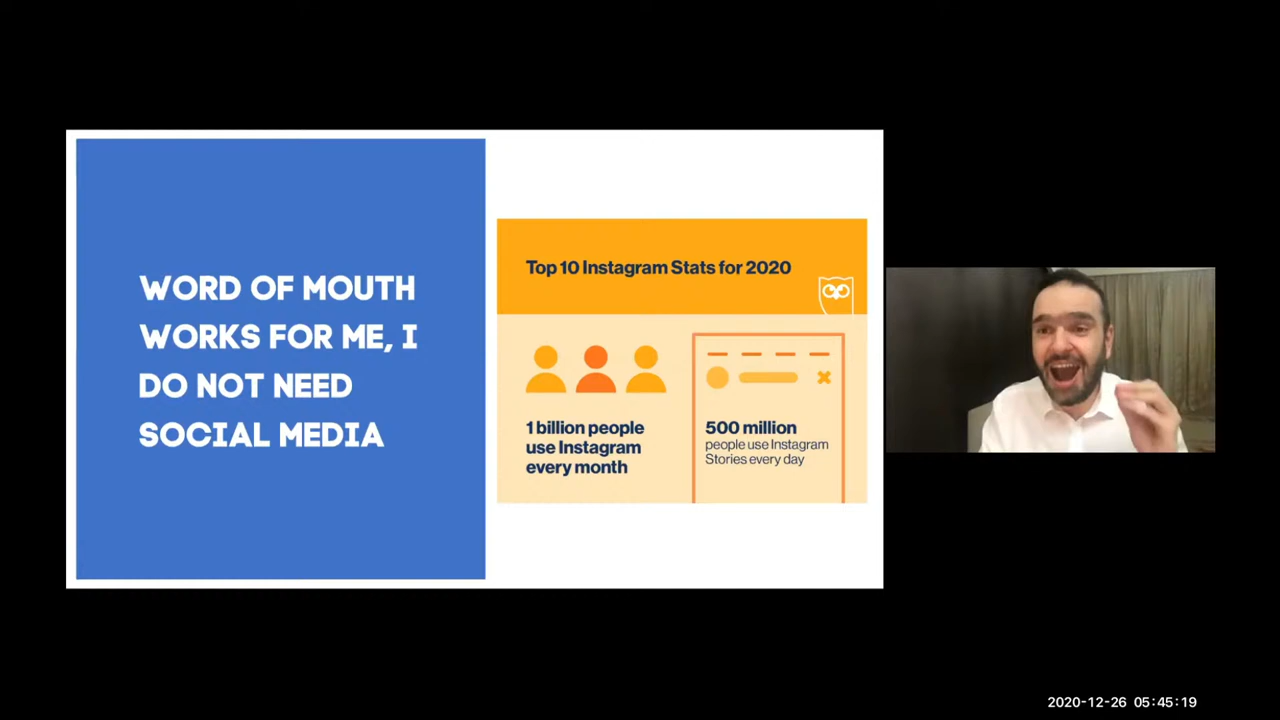 WORD OF MOUTH
WORKS FOR ME, I
DO NOT NEED
SOCIAL MEDIA
Top 10 Instagram Stats for 2020
1 billion people
use Instagram
every month
500 million
people use Instagram
Stories every day
2020-12-26 05:45:19